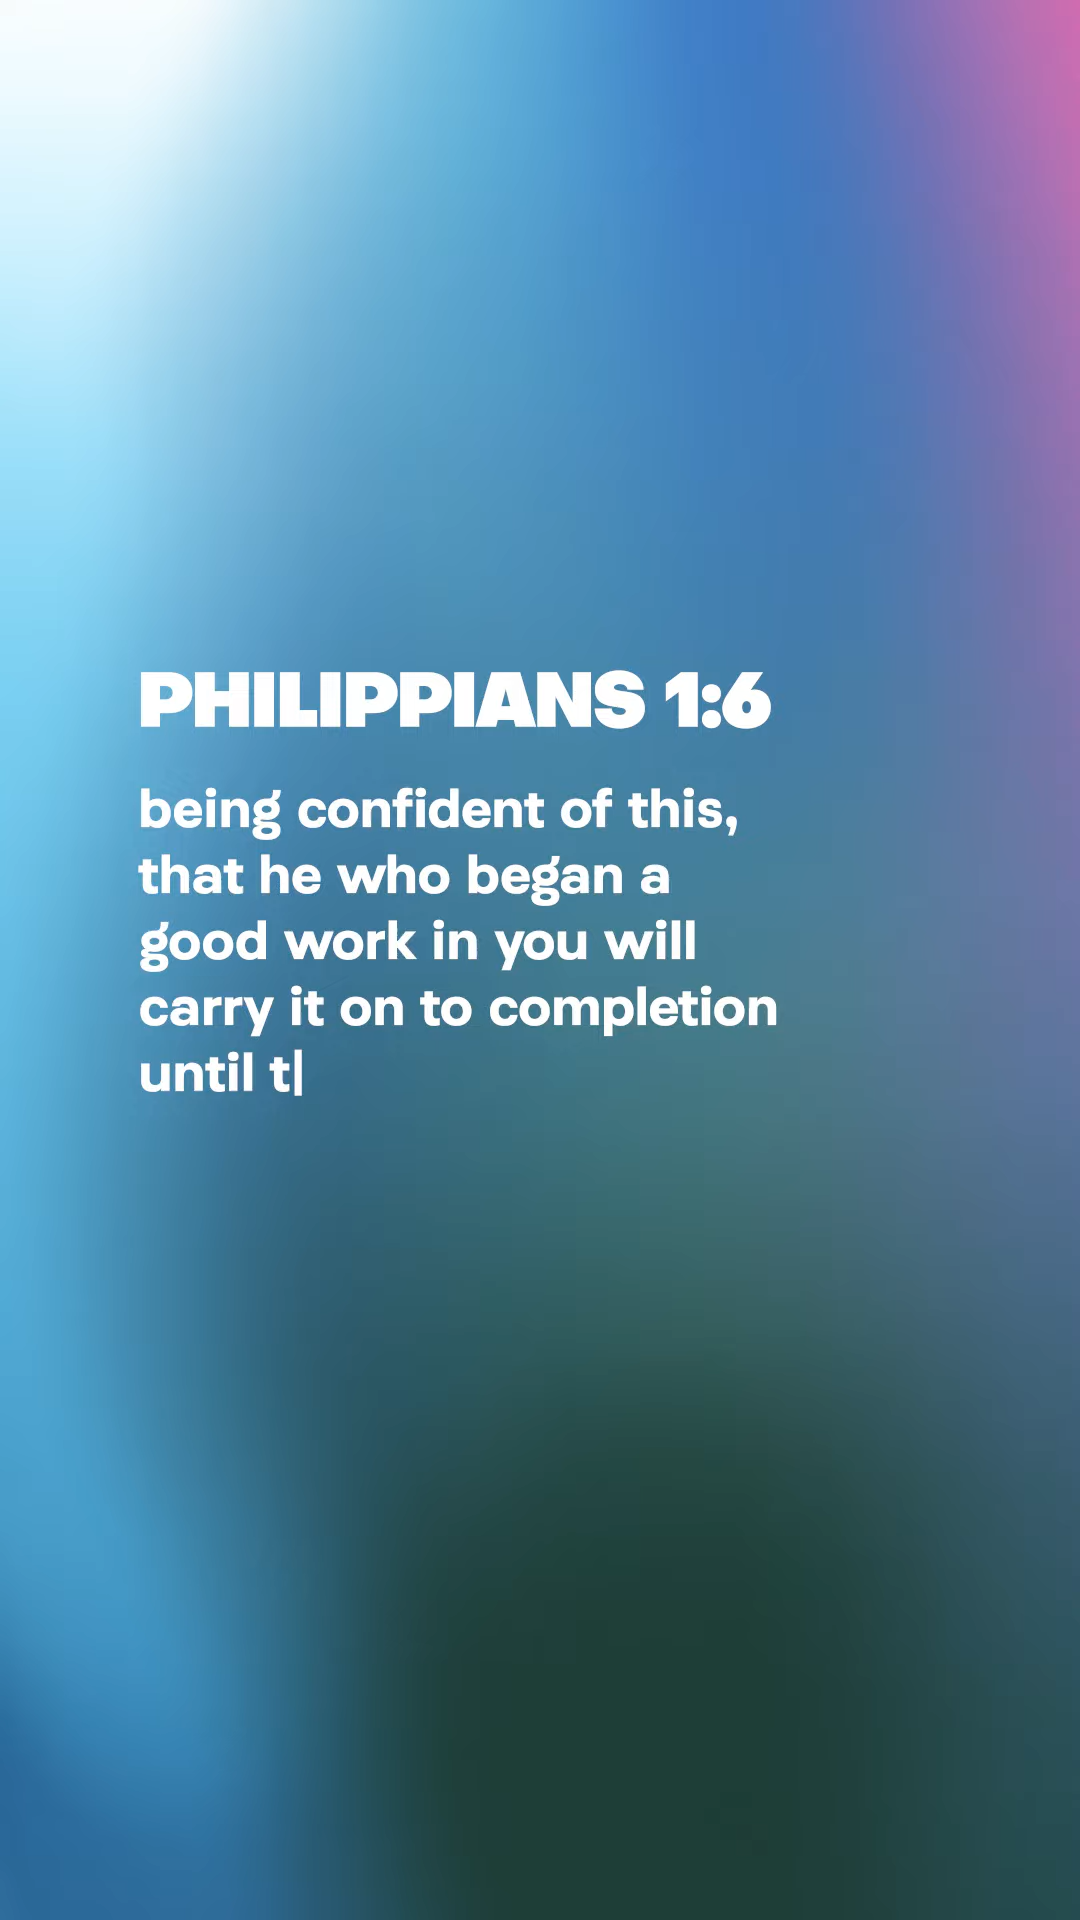 PHILIPPIANS 1:6
being confident of this,
that he who began a
good work in you will
carry it on to completion
until t|